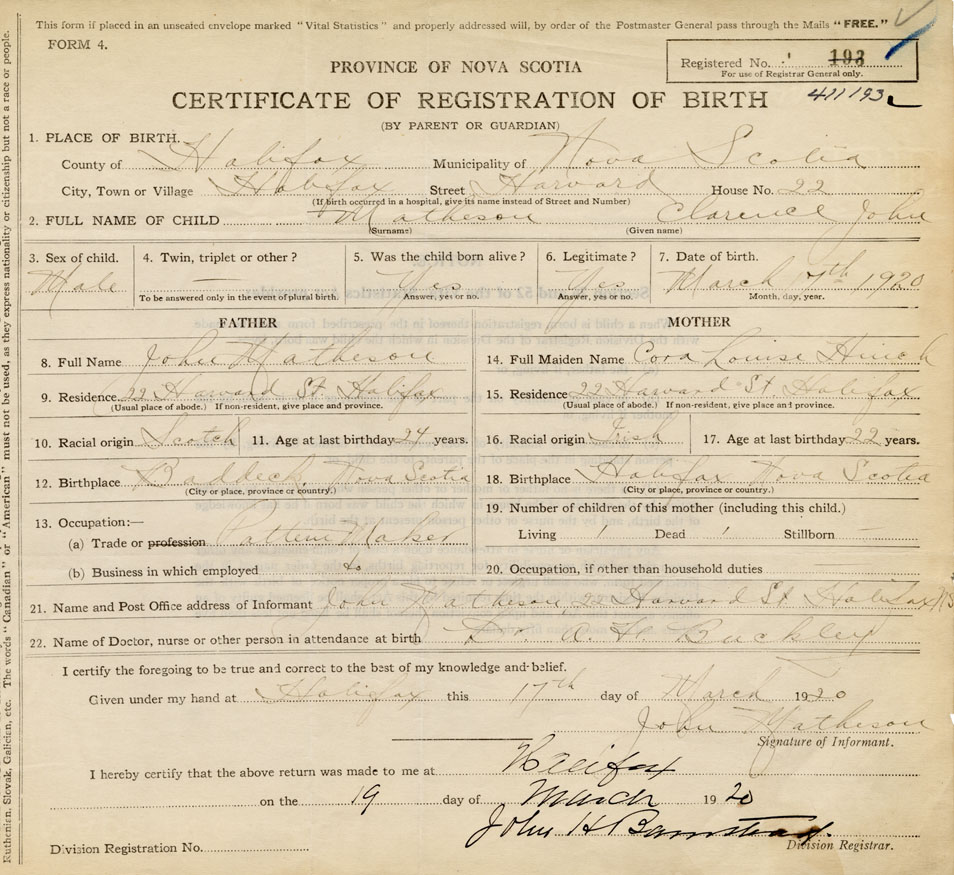 This form if placed in an unsealed envelope marked "Vital Statistics" and properly addressed will, by order of the Postmaster General pass through the Mails "FREE."
FORM 4.
Registered No. 193
For use of Registrar General only.
411193
PROVINCE OF NOVA SCOTIA
CERTIFICATE OF REGISTRATION OF BIRTH
(BY PARENT OR GUARDIAN)
1. PLACE OF BIRTH.
County of Halifax Municipality of Nova Scotia
City, Town or Village Halifax Street Harvard House No. 22
(If birth occurred in a hospital, give its name instead of Street and Number)
2. FULL NAME OF CHILD Matheson Clarence John
(Surname) (Given name)
3. Sex of child. 4. Twin, triplet or other? 5. Was the child born alive? 6. Legitimate? 7. Date of birth.
Male — Yes Yes March 7th 1920
To be answered only in the event of plural birth. Answer, yes or no. Answer, yes or no. Month, day, year.
FATHER MOTHER
8. Full Name John Matheson 14. Full Maiden Name Cora Louise
9. Residence 22 Harvard St Halifax 15. Residence 22 Harvard St. Halifax
(Usual place of abode.) If non-resident, give place and province. (Usual place of abode.) If non-resident, give place and province.
10. Racial origin Scotch 11. Age at last birthday 24 years. 16. Racial origin Irish 17. Age at last birthday 22 years.
12. Birthplace Baddeck, Nova Scotia 18. Birthplace Halifax Nova Scotia
(City or place, province or country.) (City or place, province or country.)
13. Occupation:— 19. Number of children of this mother (including this child.)
(a) Trade or profession Pattern Maker Living 1 Dead 1 Stillborn —
(b) Business in which employed do 20. Occupation, if other than household duties
21. Name and Post Office address of Informant John Matheson, 22 Harvard St Halifax NS
22. Name of Doctor, nurse or other person in attendance at birth Dr. A. H Buckley
I certify the foregoing to be true and correct to the best of my knowledge and belief.
Given under my hand at Halifax this 17th day of March 1920
John Matheson
Signature of Informant.
I hereby certify that the above return was made to me at Halifax
on the 19 day of March 1920
John H Barnstead
Division Registrar.
Division Registration No.
Ruthenian, Slovak, Galician, etc. The words "Canadian" or "American" must not be used, as they express nationality or citizenship but not a race or people.